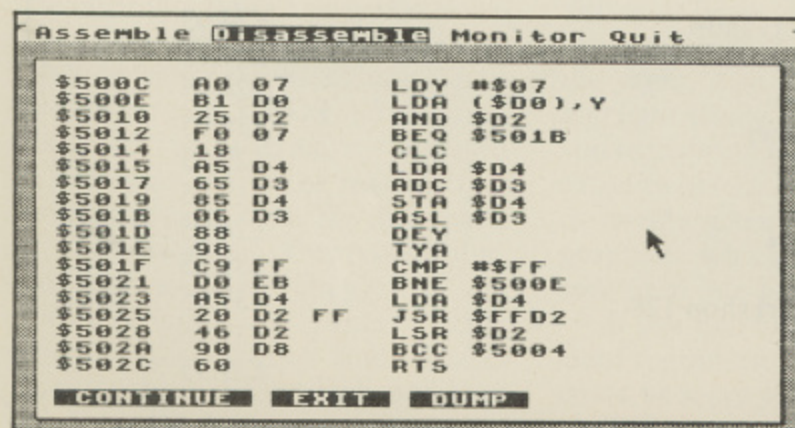 Assemble Disassemble Monitor Quit
$500C A0 07 LDY #$07
$500E B1 D0 LDA ($D0),Y
$5010 25 D2 AND $D2
$5012 F0 07 BEQ $501B
$5014 18 CLC
$5015 A5 D4 LDA $D4
$5017 65 D3 ADC $D3
$5019 85 D4 STA $D4
$501B 06 D3 ASL $D3
$501D 88 DEY
$501E 98 TYA
$501F C9 FF CMP #$FF
$5021 D0 EB BNE $500E
$5023 A5 D4 LDA $D4
$5025 20 D2 FF JSR $FFD2
$5028 46 D2 LSR $D2
$502A 90 D8 BCC $5004
$502C 60 RTS
CONTINUE EXIT DUMP